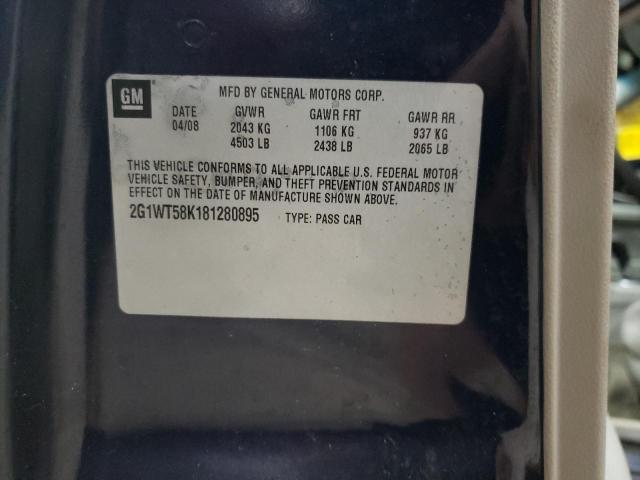 GM
MFD BY GENERAL MOTORS CORP.
DATE GVWR GAWR FRT GAWR RR
04/08 2043 KG 1106 KG 937 KG
4503 LB 2438 LB 2065 LB
THIS VEHICLE CONFORMS TO ALL APPLICABLE U.S. FEDERAL MOTOR
VEHICLE SAFETY, BUMPER, AND THEFT PREVENTION STANDARDS IN
EFFECT ON THE DATE OF MANUFACTURE SHOWN ABOVE.
2G1WT58K181280895 TYPE: PASS CAR